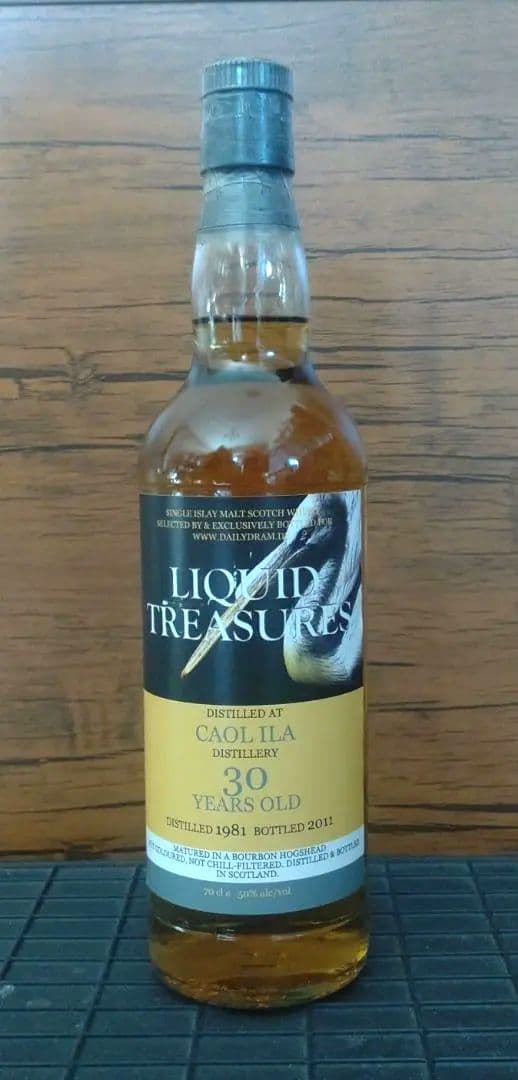 SINGLE ISLAY MALT SCOTCH
SELECTED BY & EXCLUSIVELY BOTTLED FOR
WWW.DAILYDRAM.
LIQUID
TREASURES
DISTILLED AT
CAOL ILA
DISTILLERY
30
YEARS OLD
DISTILLED 1981 BOTTLED 2011
MATURED IN A BOURBON HOGSHEAD
COLOURED, NOT CHILL-FILTERED, DISTILLED & BOTTLED
IN SCOTLAND.
70 cl e 50% alc/vol